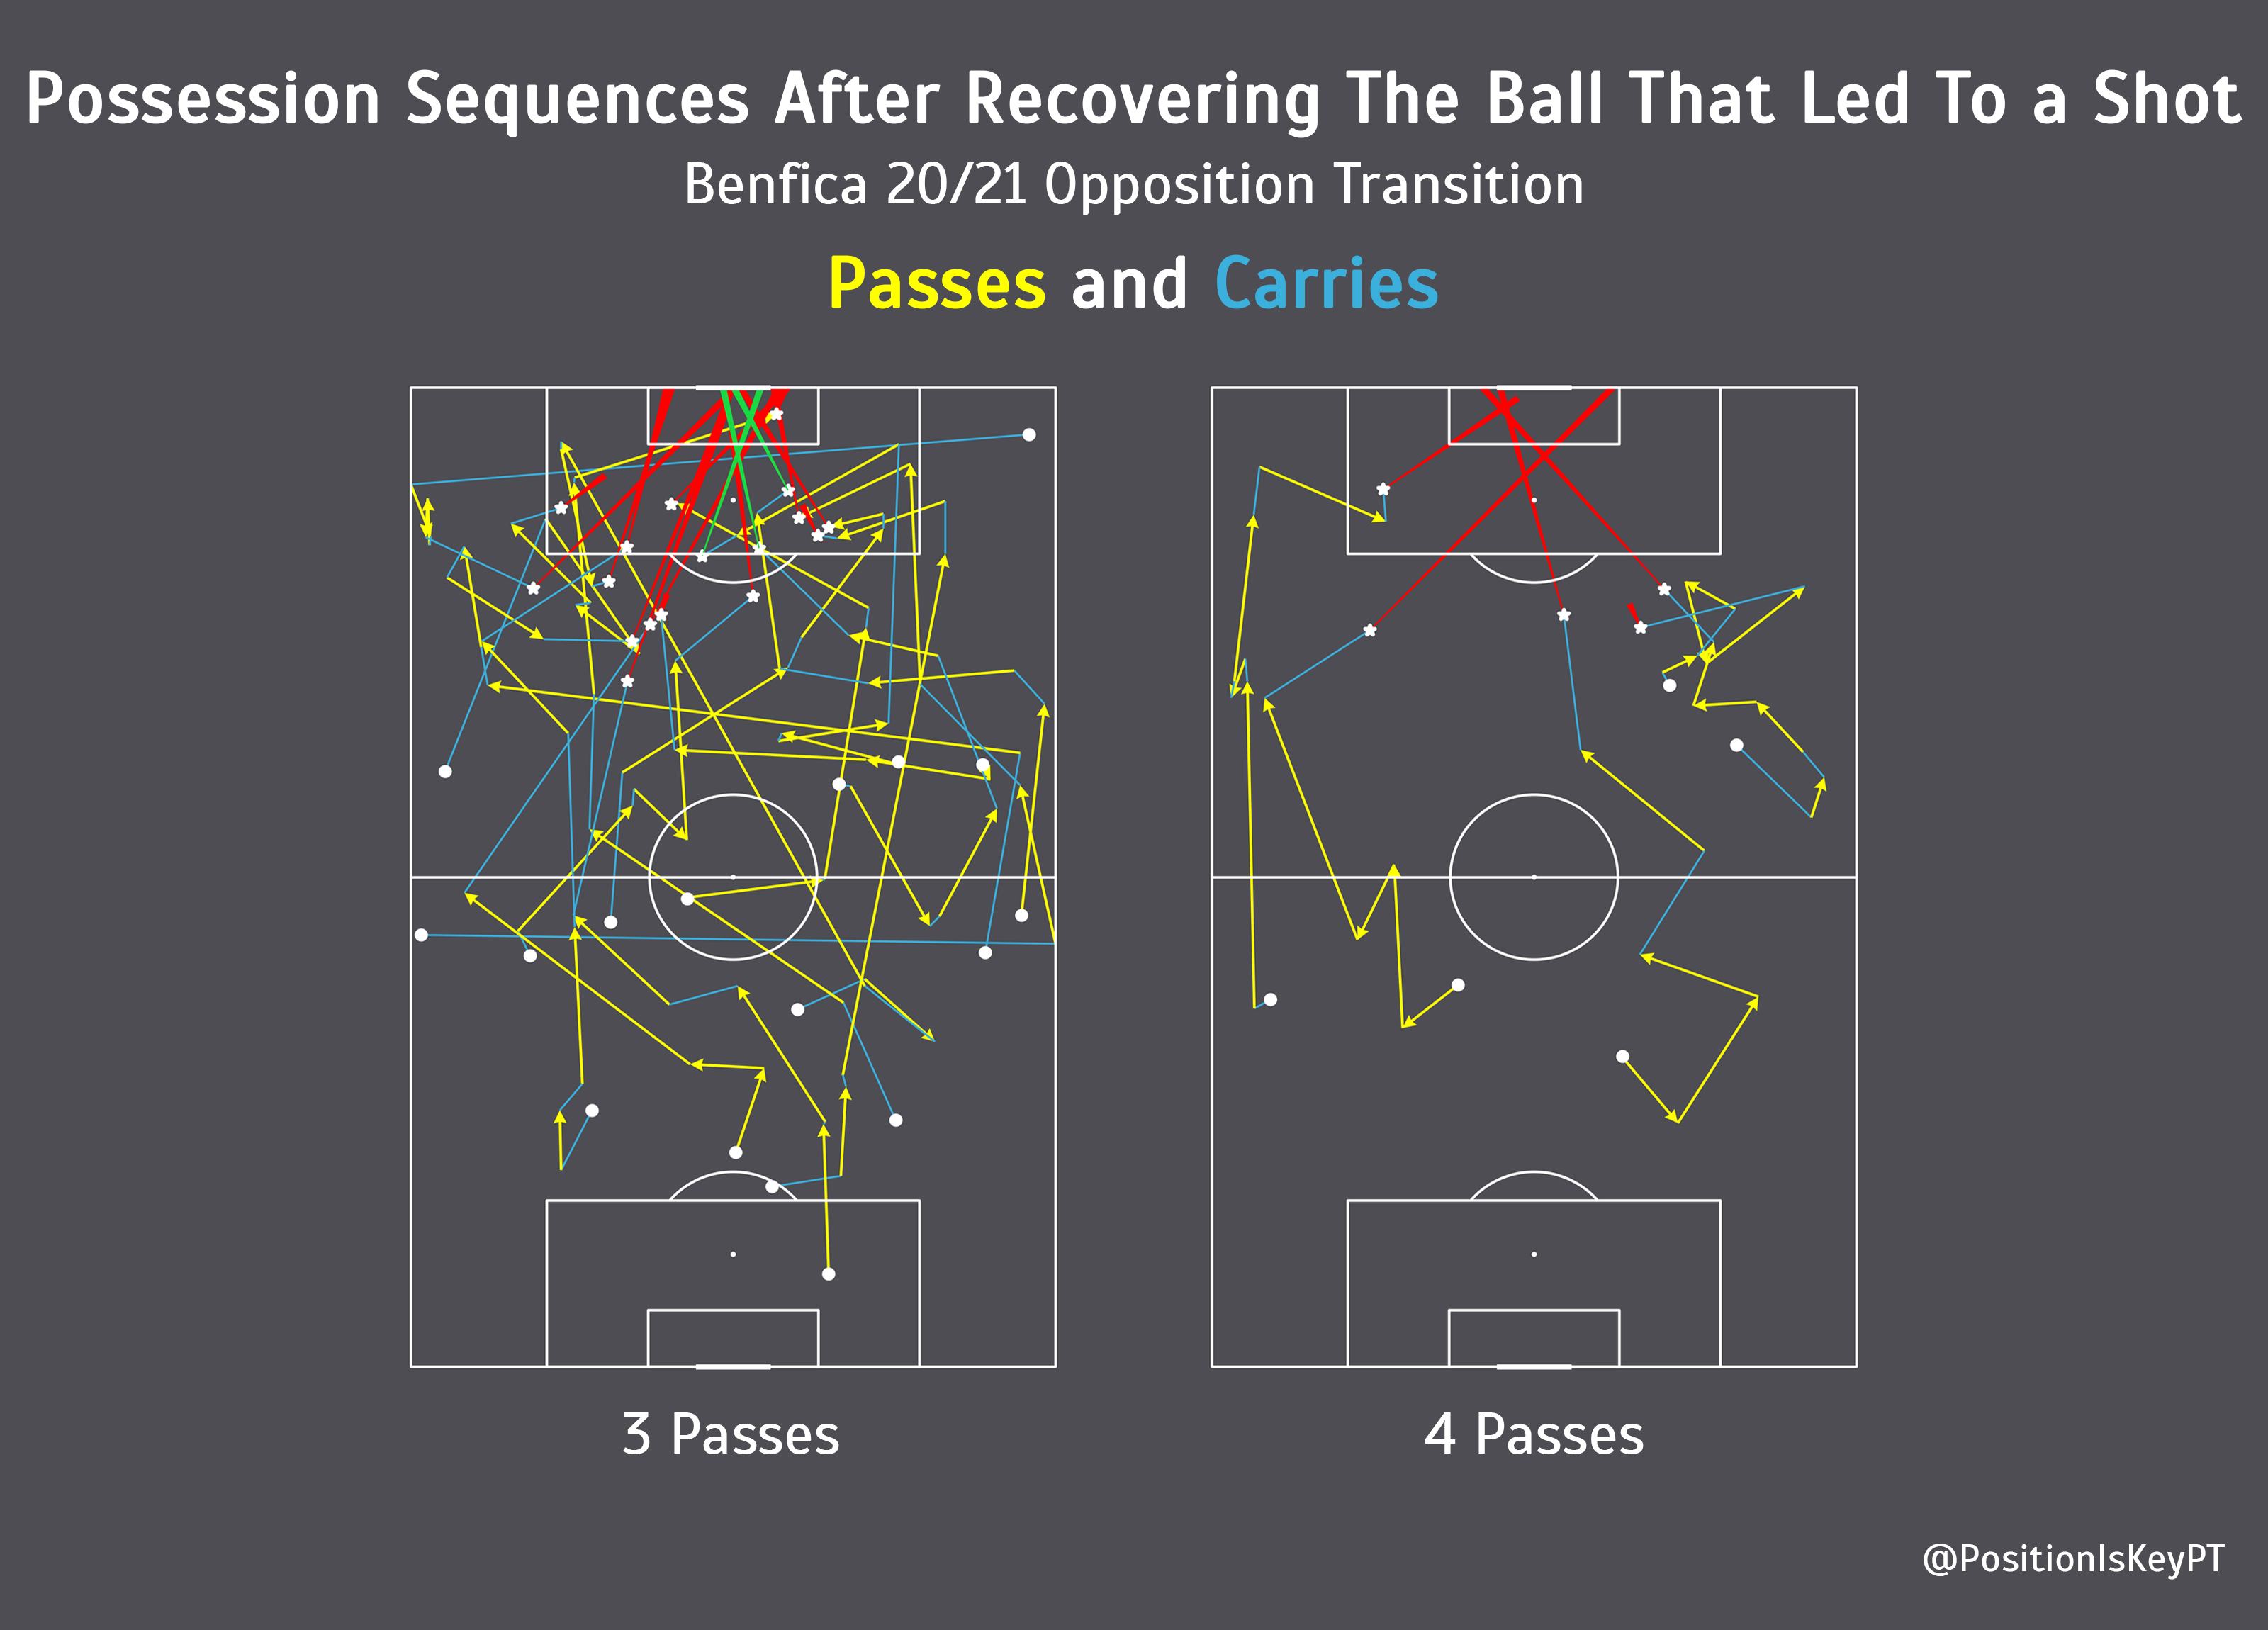 Possession Sequences After Recovering The Ball That Led To a Shot
Benfica 20/21 Opposition Transition
Passes and Carries
3 Passes
4 Passes
@PositionIsKeyPT